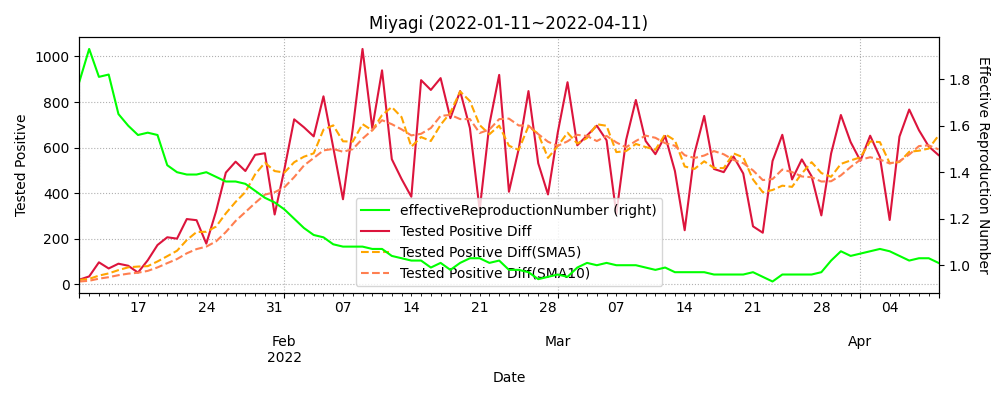 Miyagi (2022-01-11~2022-04-11)
Tested Positive
1000
800
600
400
200
0
1.8
1.6
1.4
1.2
1.0
Effective Reproduction Number
effectiveReproductionNumber (right)
Tested Positive Diff
Tested Positive Diff(SMA5)
Tested Positive Diff(SMA10)
17 24 31 07 14 21 28 07 14 21 28 04
Feb Mar Apr
2022
Date